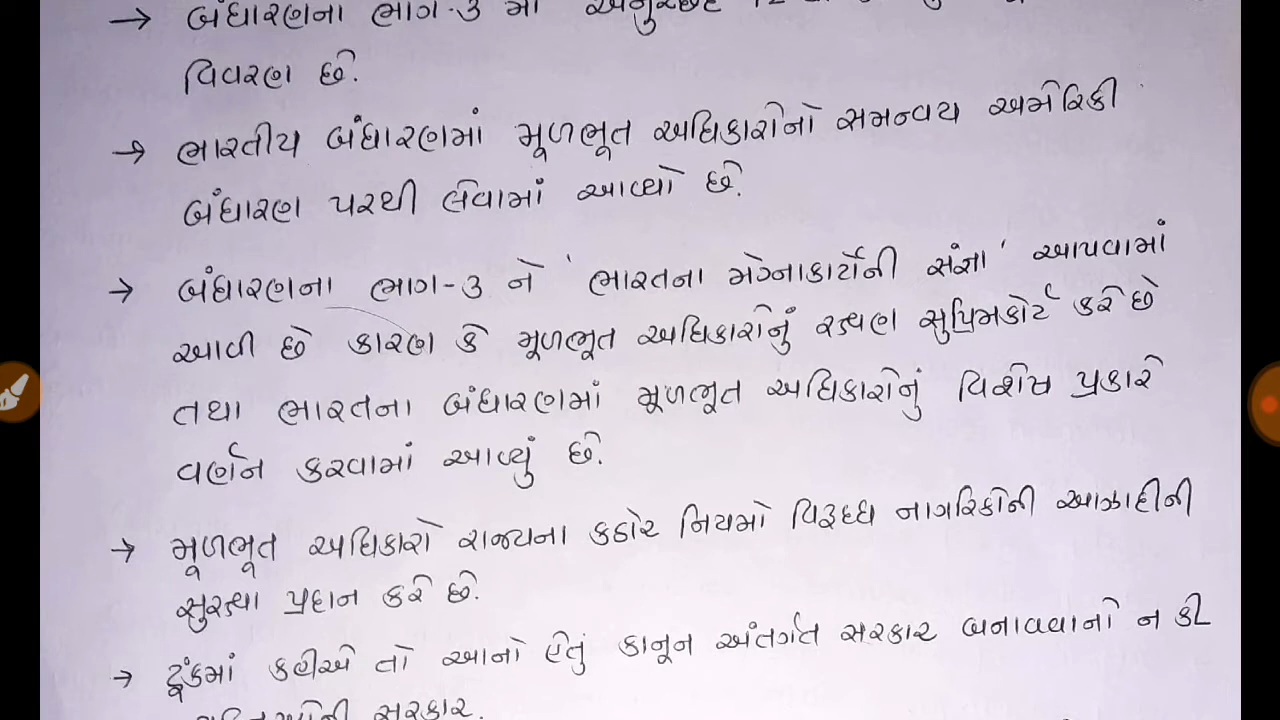 → બંધારણના ભાગ-૩ માં અનુચ્છેદ 12
વિવરણ છે.
→ ભારતીય બંધારણમાં મૂળભૂત અધિકારોનો સમન્વય અમેરિકી
બંધારણ પરથી લેવામાં આવ્યો છે.
→ બંધારણના ભાગ-૩ ને 'ભારતના મેગ્નાકાર્ટાની સંજ્ઞા' આપવામાં
આવી છે કારણ કે મૂળભૂત અધિકારોનું રક્ષણ સુપ્રિમકોર્ટ કરે છે
તથા ભારતના બંધારણમાં મૂળભૂત અધિકારોનું વિશેષ પ્રકારે
વર્ણન કરવામાં આવ્યું છે.
→ મૂળભૂત અધિકારો રાજ્યના કઠોર નિયમો વિરૂધ્ધ નાગરિકોની આઝાદીની
સુરક્ષા પ્રદાન કરે છે.
→ ટૂંકમાં કહીએ તો આનો હેતું કાનૂન અંતર્ગત સરકાર બનાવવાનો ન કી
સરકાર.